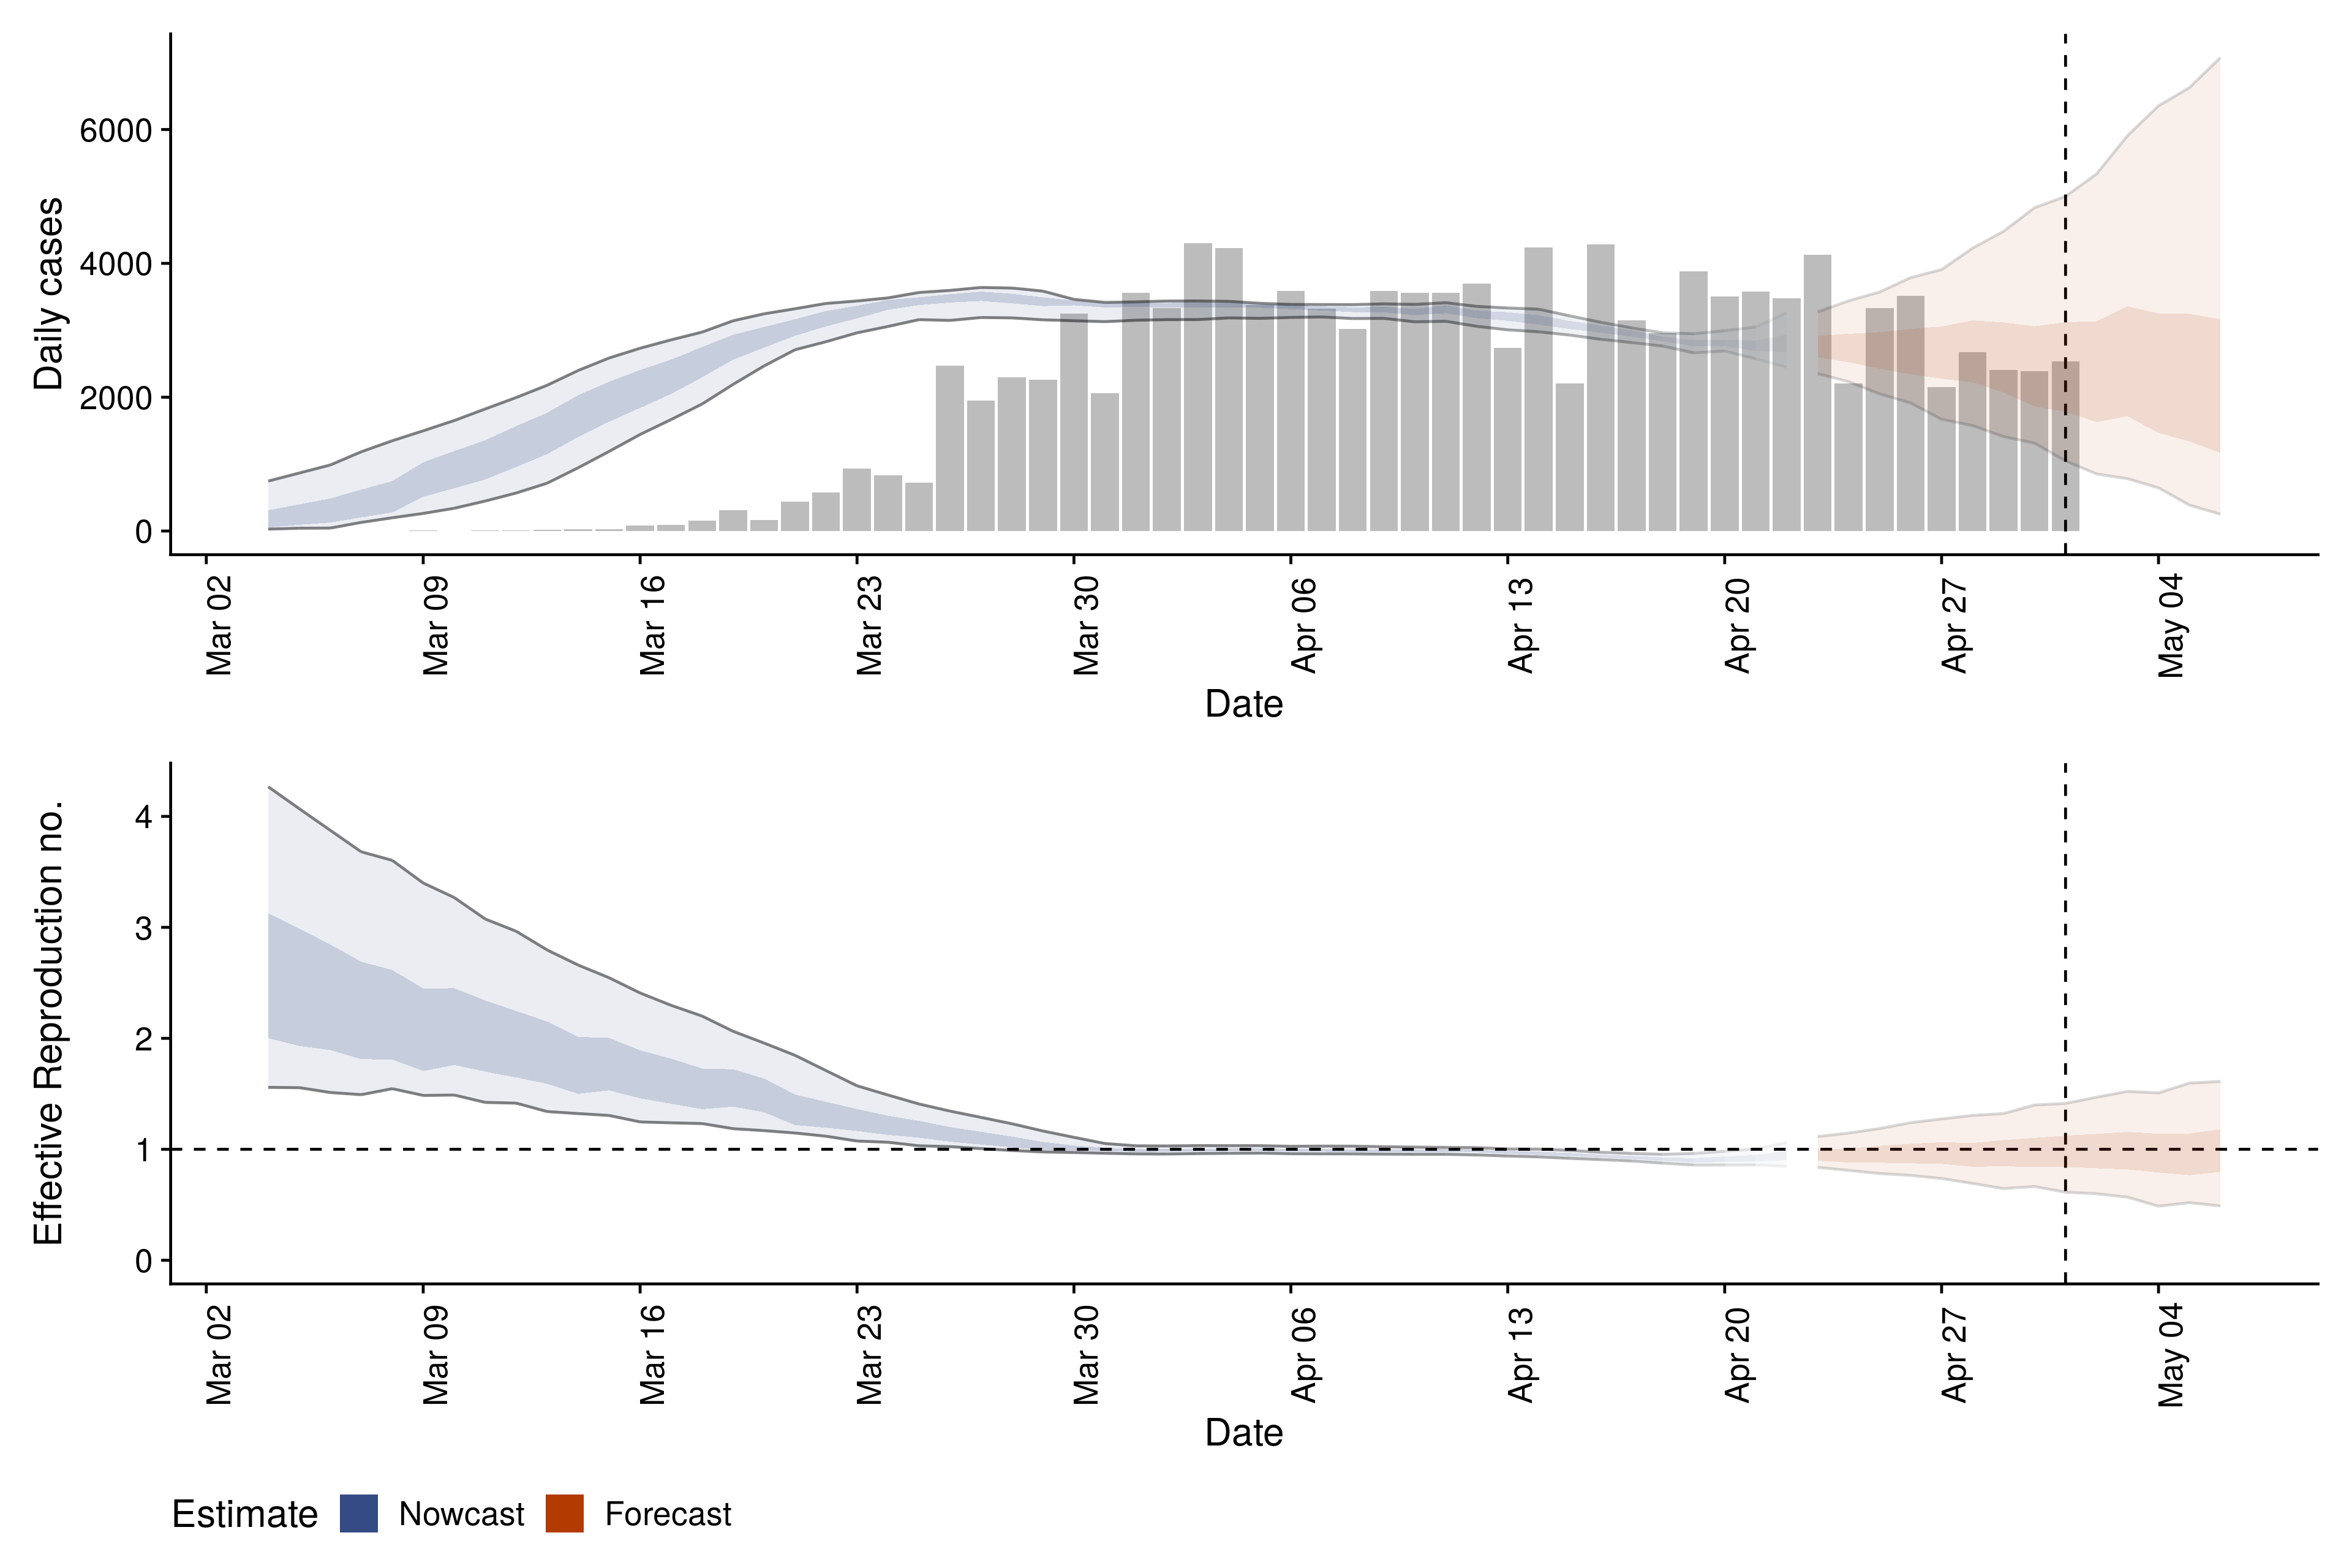 Daily cases
6000
4000
2000
0
Mar 02
Mar 09
Mar 16
Mar 23
Mar 30
Apr 06
Apr 13
Apr 20
Apr 27
May 04
Date
Effective Reproduction no.
4
3
2
1
0
Mar 02
Mar 09
Mar 16
Mar 23
Mar 30
Apr 06
Apr 13
Apr 20
Apr 27
May 04
Date
Estimate Nowcast Forecast